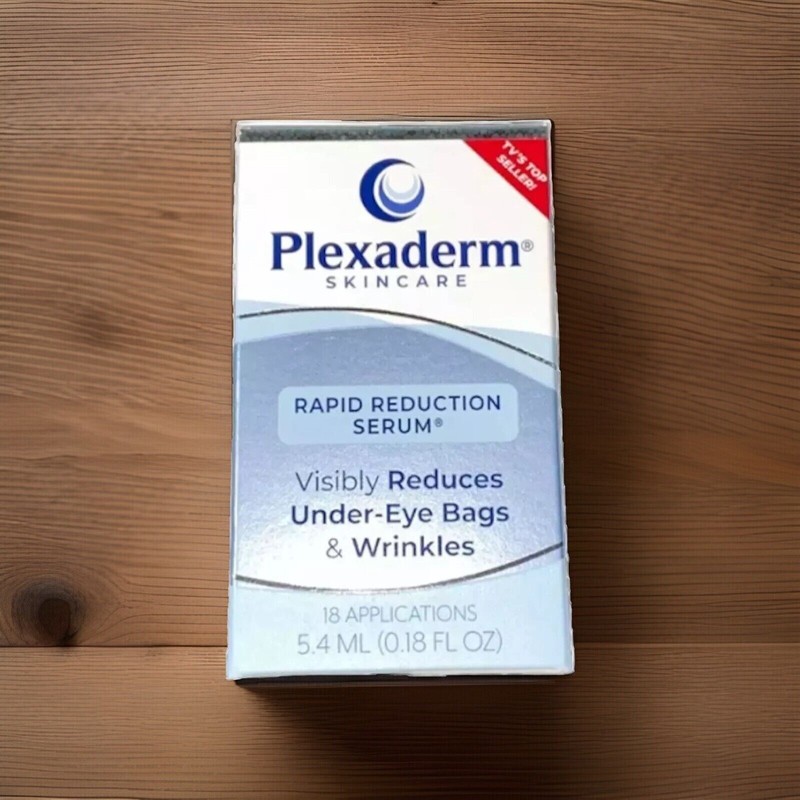 TV'S TOP
SELLER!
Plexaderm®
SKINCARE
RAPID REDUCTION
SERUM®
Visibly Reduces
Under-Eye Bags
& Wrinkles
18 APPLICATIONS
5.4 ML (0.18 FL OZ)